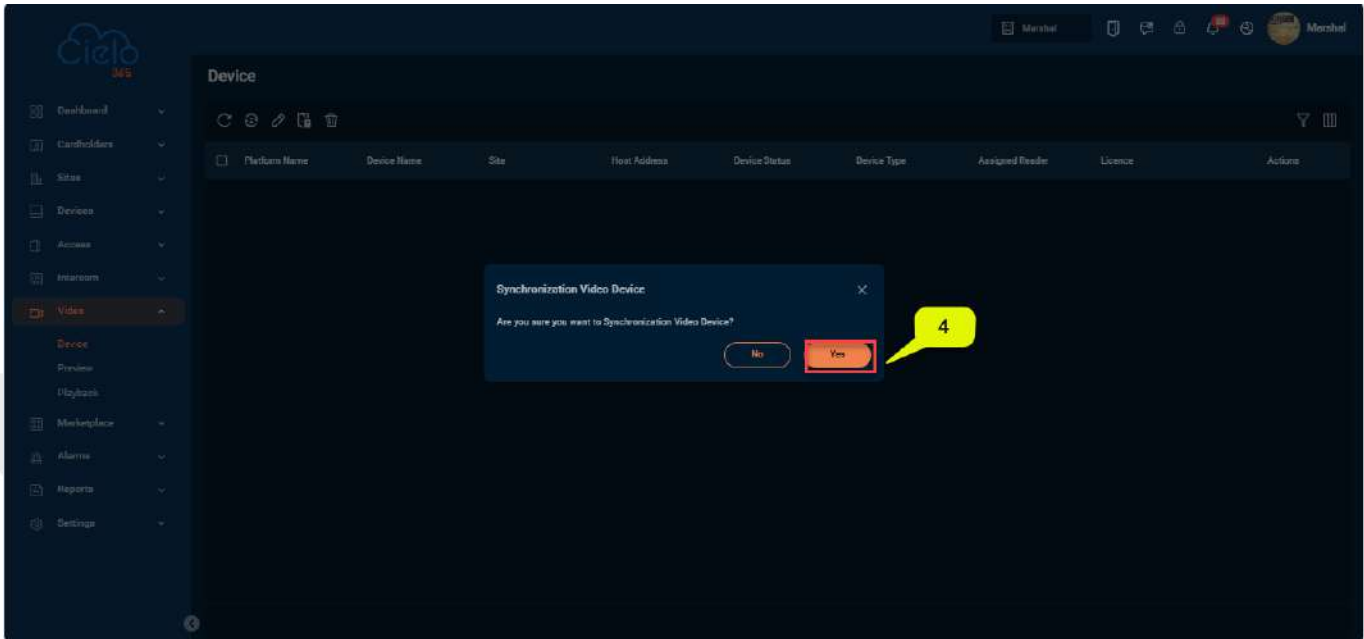 Cielo
365
Marshal
Marshal
Device
Dashboard
Cardholders
Sites
Devices
Access
Intercom
Video
Device
Preview
Playback
Marketplace
Alarms
Reports
Settings
Platform Name Device Name Site Host Address Device Status Device Type Assigned Reader Licence Actions
Synchronization Video Device
Are you sure you want to Synchronization Video Device?
No Yes
4